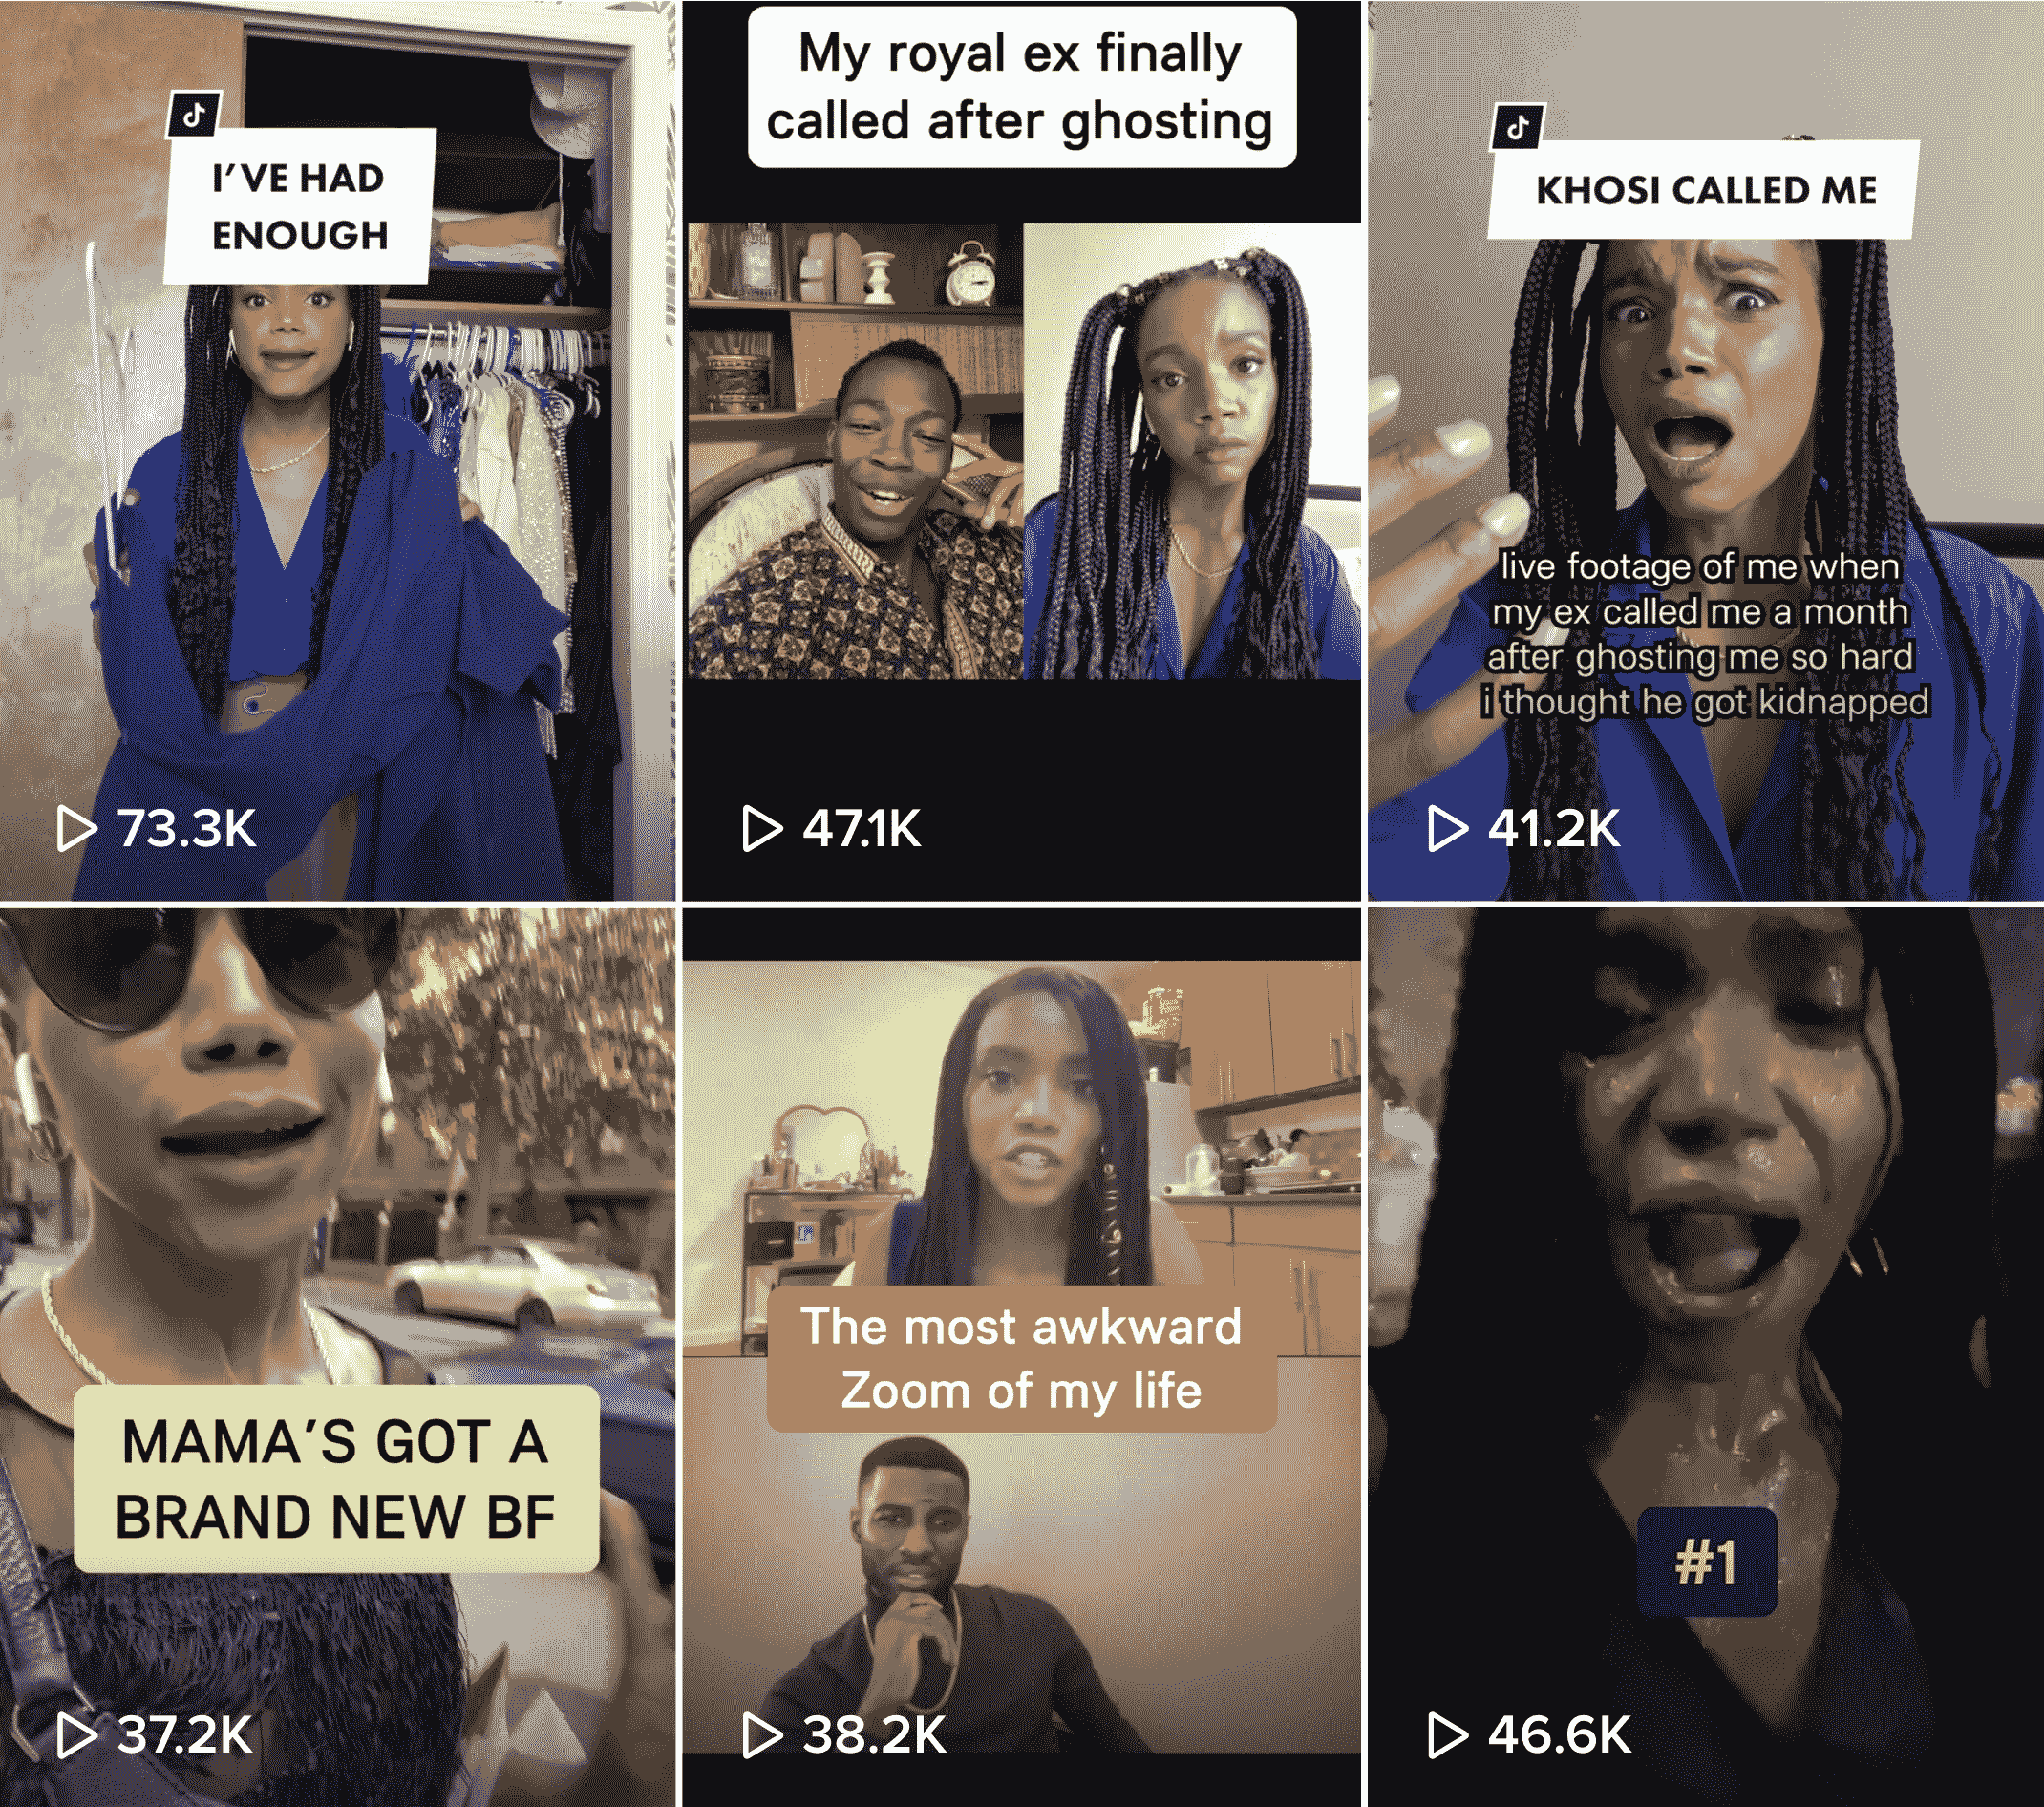 I’VE HAD
ENOUGH
73.3K
My royal ex finally
called after ghosting
47.1K
KHOSI CALLED ME
live footage of me when
my ex called me a month
after ghosting me so hard
i thought he got kidnapped
41.2K
MAMA’S GOT A
BRAND NEW BF
37.2K
The most awkward
Zoom of my life
38.2K
#1
46.6K